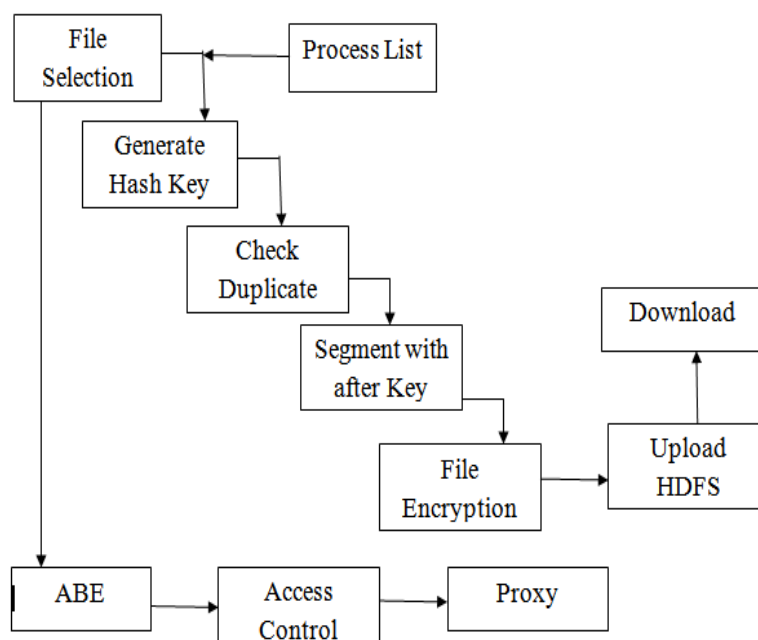 File
Selection
Process List
Generate
Hash Key
Check
Duplicate
Download
Segment with
after Key
Upload
HDFS
File
Encryption
ABE
Access
Control
Proxy